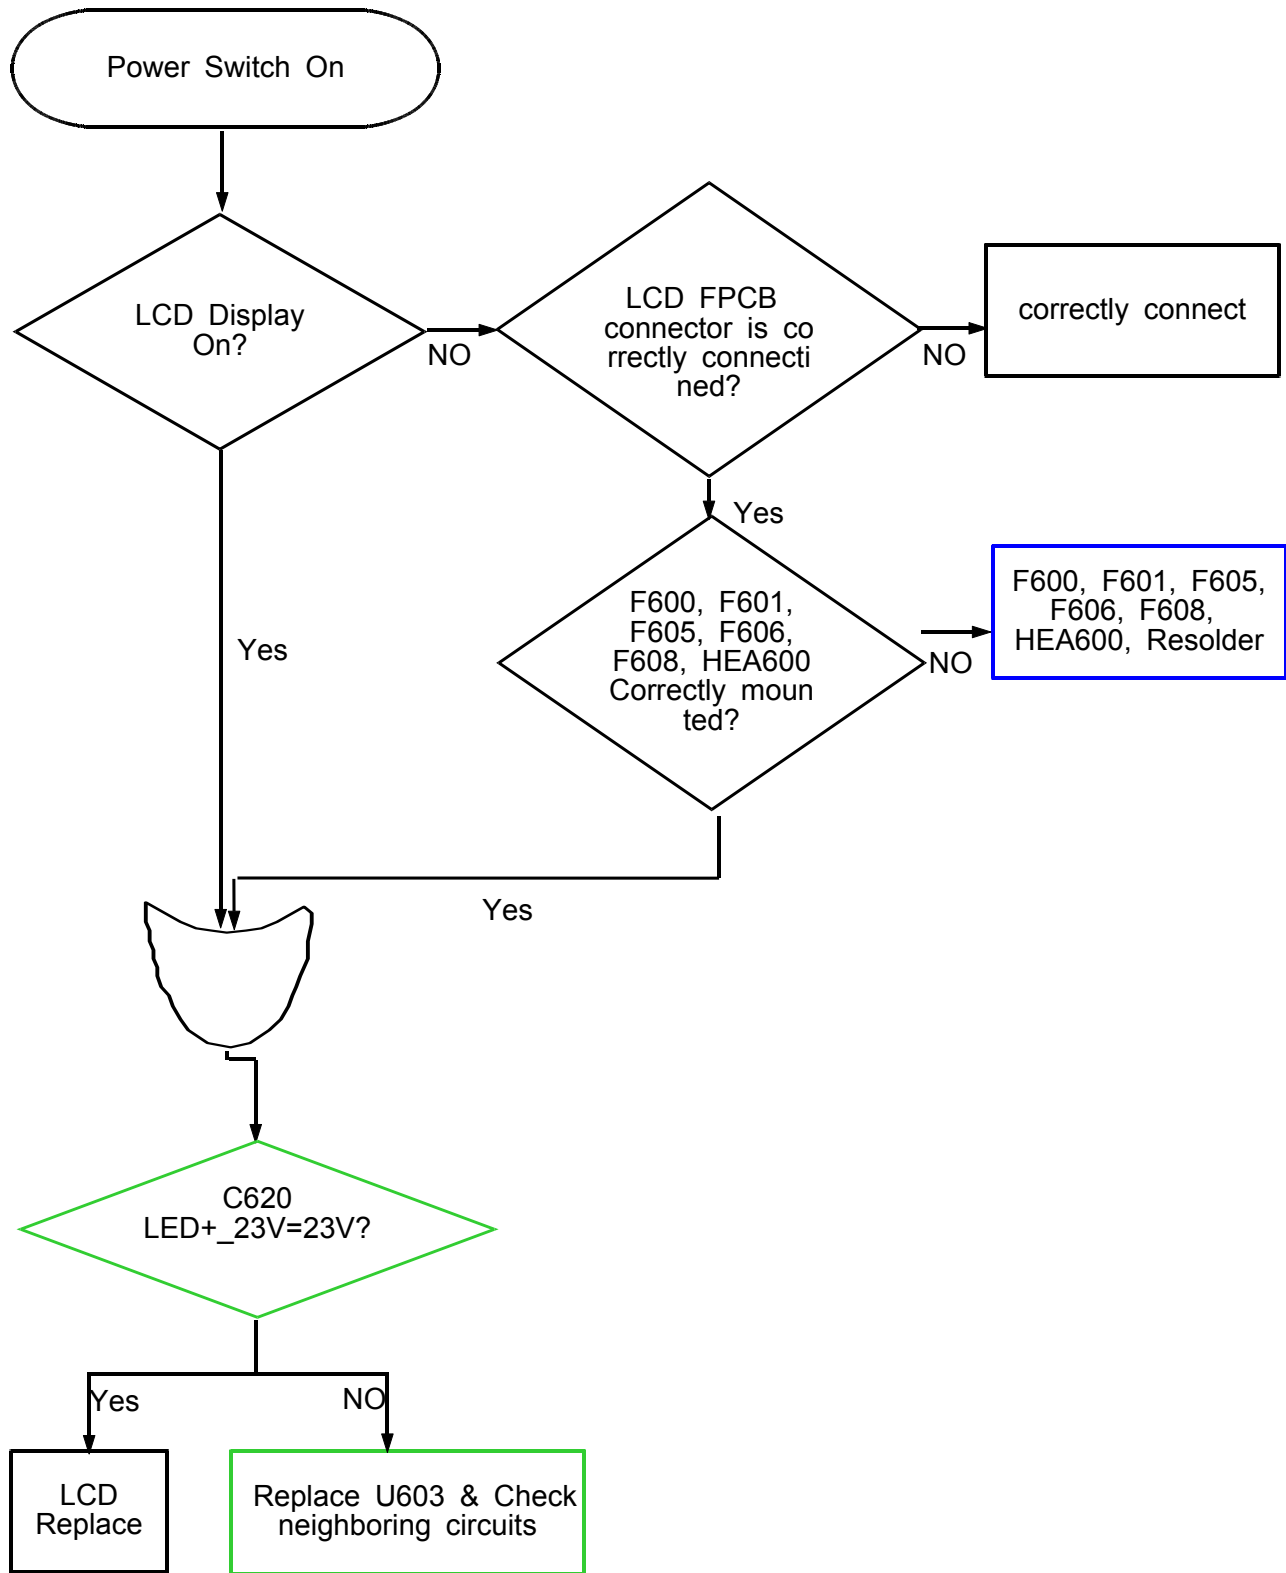 Power Switch On
LCD Display
On?
NO
LCD FPCB
connector is co
rrectly connecti
ned?
NO
correctly connect
Yes
F600, F601,
F605, F606,
F608, HEA600
Correctly moun
ted?
NO
F600, F601, F605,
F606, F608,
HEA600, Resolder
Yes
Yes
C620
LED+_23V=23V?
Yes
NO
LCD
Replace
Replace U603 & Check
neighboring circuits